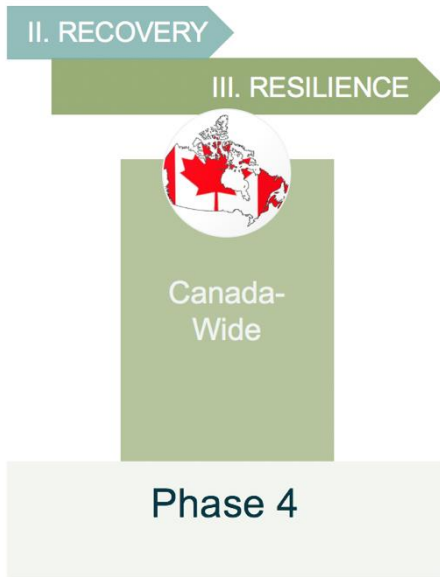 II. RECOVERY
III. RESILIENCE
Canada-
Wide
Phase 4